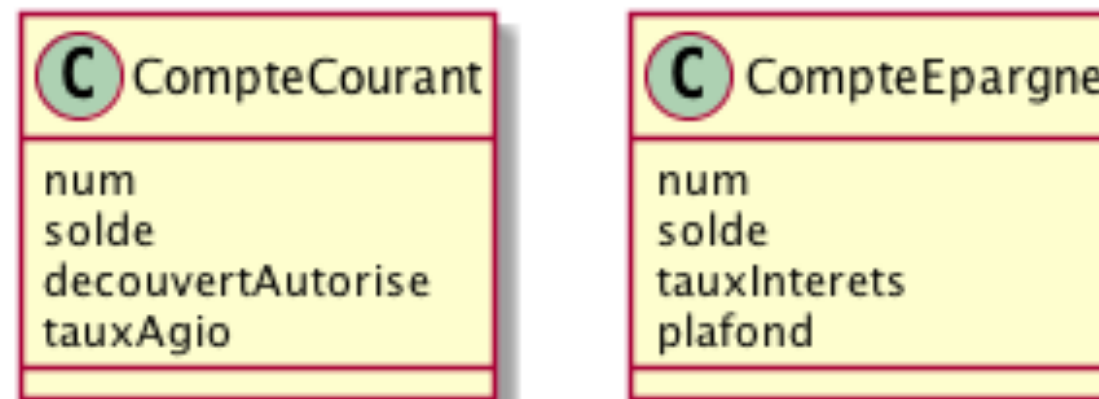 C CompteCourant
num
solde
decouvertAutorise
tauxAgio
C CompteEpargne
num
solde
tauxInterets
plafond